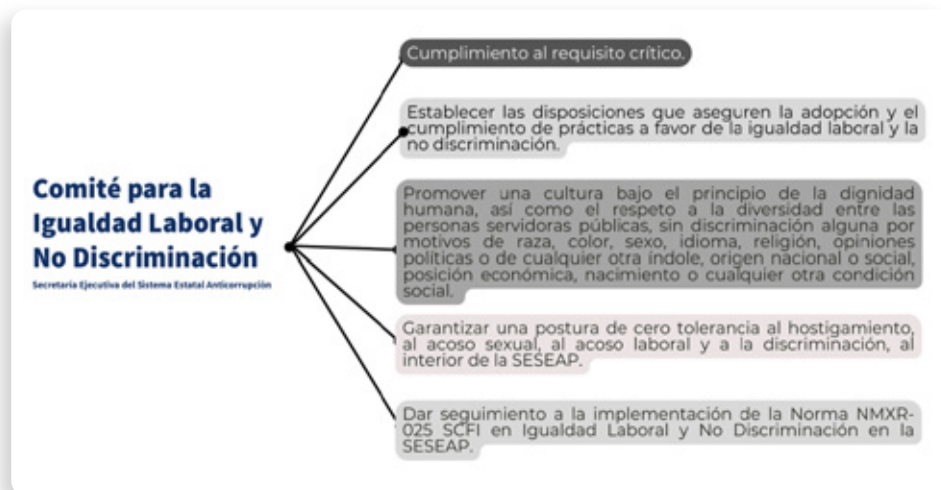 Comité para la
Igualdad Laboral y
No Discriminación
Secretaría Ejecutiva del Sistema Estatal Anticorrupción
Cumplimiento al requisito crítico.
Establecer las disposiciones que aseguren la adopción y el
cumplimiento de prácticas a favor de la igualdad laboral y la
no discriminación.
Promover una cultura bajo el principio de la dignidad
humana, así como el respeto a la diversidad entre las
personas servidoras públicas, sin discriminación alguna por
motivos de raza, color, sexo, idioma, religión, opiniones
políticas o de cualquier otra índole, origen nacional o social,
posición económica, nacimiento o cualquier otra condición
social.
Garantizar una postura de cero tolerancia al hostigamiento,
al acoso sexual, al acoso laboral y a la discriminación, al
interior de la SESEAP.
Dar seguimiento a la implementación de la Norma NMXR-
025 SCFI en Igualdad Laboral y No Discriminación en la
SESEAP.